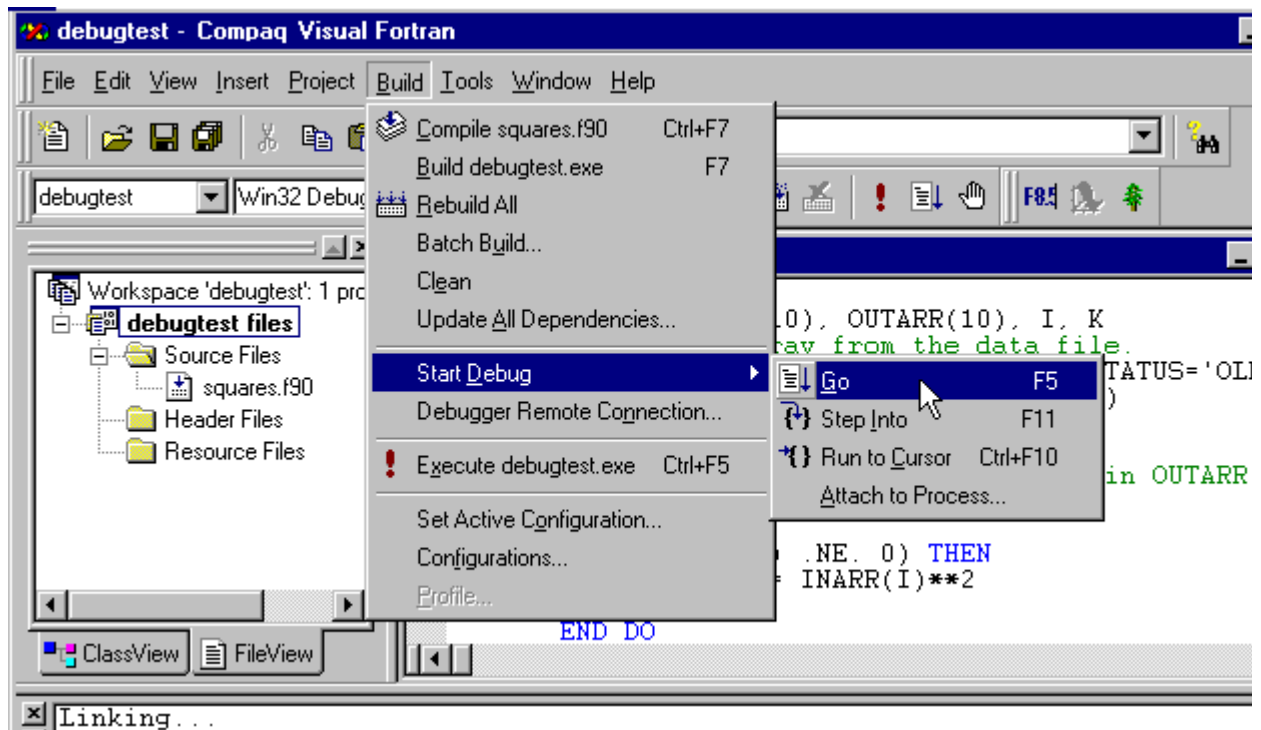 debugtest - Compaq Visual Fortran
File Edit View Insert Project Build Tools Window Help
debugtest Win32 Debug
F8.5
Workspace 'debugtest': 1
debugtest files
Source Files
squares.f90
Header Files
Resource Files
ClassView FileView
Compile squares.f90 Ctrl+F7
Build debugtest.exe F7
Rebuild All
Batch Build...
Clean
Update All Dependencies...
Start Debug
Debugger Remote Connection...
Execute debugtest.exe Ctrl+F5
Set Active Configuration...
Configurations...
Profile...
Go F5
Step Into F11
Run to Cursor Ctrl+F10
Attach to Process...
.0), OUTARR(10), I, K
ray from the data file.
TATUS='OL
)
in OUTARR
.NE. 0) THEN
= INARR(I)**2
END DO
Linking...